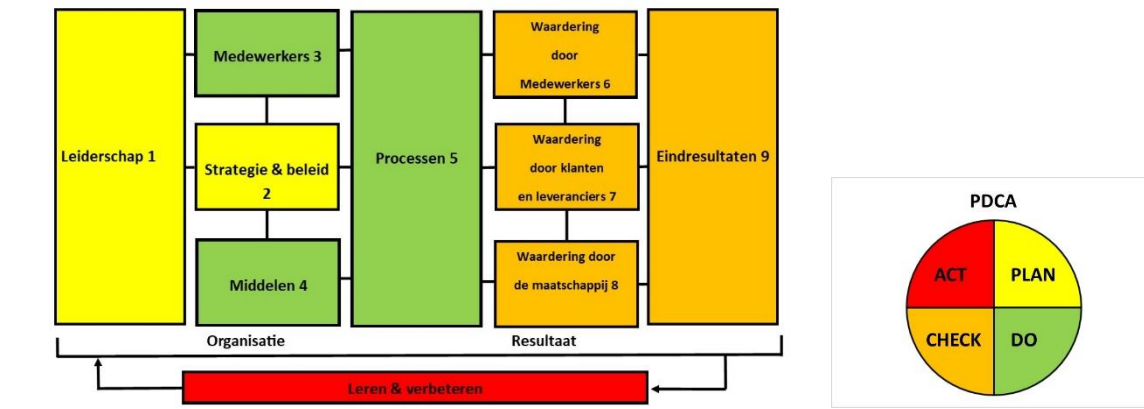 Leiderschap 1
Medewerkers 3
Strategie & beleid
2
Middelen 4
Processen 5
Waardering
door
Medewerkers 6
Waardering
door klanten
en leveranciers 7
Waardering door
de maatschappij 8
Eindresultaten 9
Organisatie
Resultaat
Leren & verbeteren
PDCA
ACT
PLAN
CHECK
DO